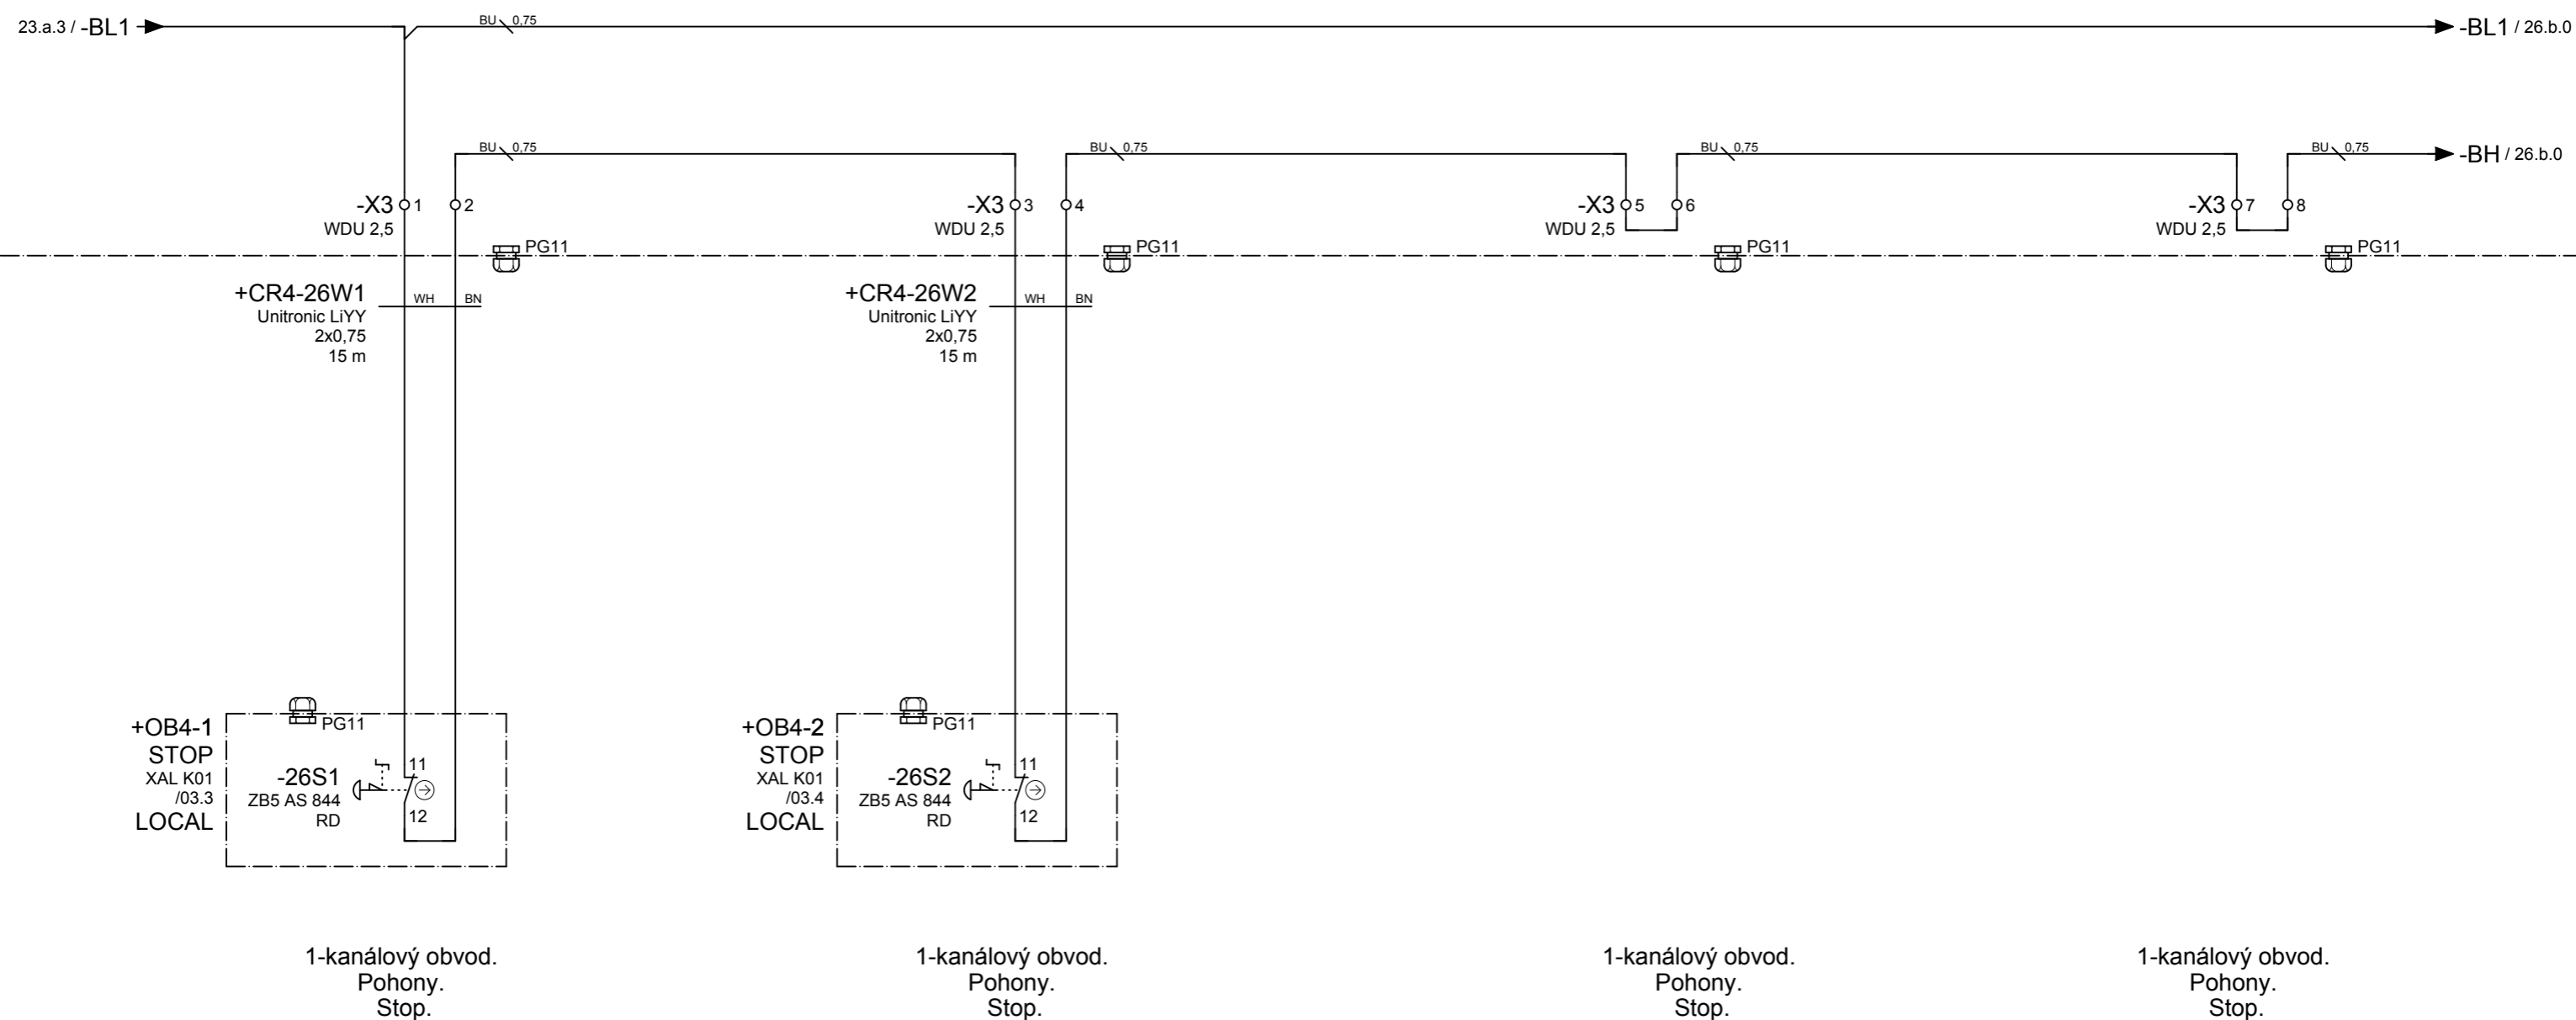 23.a.3 / -BL1
BU 0,75
-BL1 / 26.b.0
BU 0,75
BU 0,75
BU 0,75
BU 0,75
-BH / 26.b.0
-X3 1 2
WDU 2,5
-X3 3 4
WDU 2,5
-X3 5 6
WDU 2,5
-X3 7 8
WDU 2,5
PG11
PG11
PG11
PG11
+CR4-26W1
WH BN
Unitronic LiYY
2x0,75
15 m
+CR4-26W2
WH BN
Unitronic LiYY
2x0,75
15 m
+OB4-1
STOP
XAL K01
/03.3
LOCAL
PG11
-26S1
ZB5 AS 844
RD
11
12
+OB4-2
STOP
XAL K01
/03.4
LOCAL
PG11
-26S2
ZB5 AS 844
RD
11
12
1-kanálový obvod.
Pohony.
Stop.
1-kanálový obvod.
Pohony.
Stop.
1-kanálový obvod.
Pohony.
Stop.
1-kanálový obvod.
Pohony.
Stop.